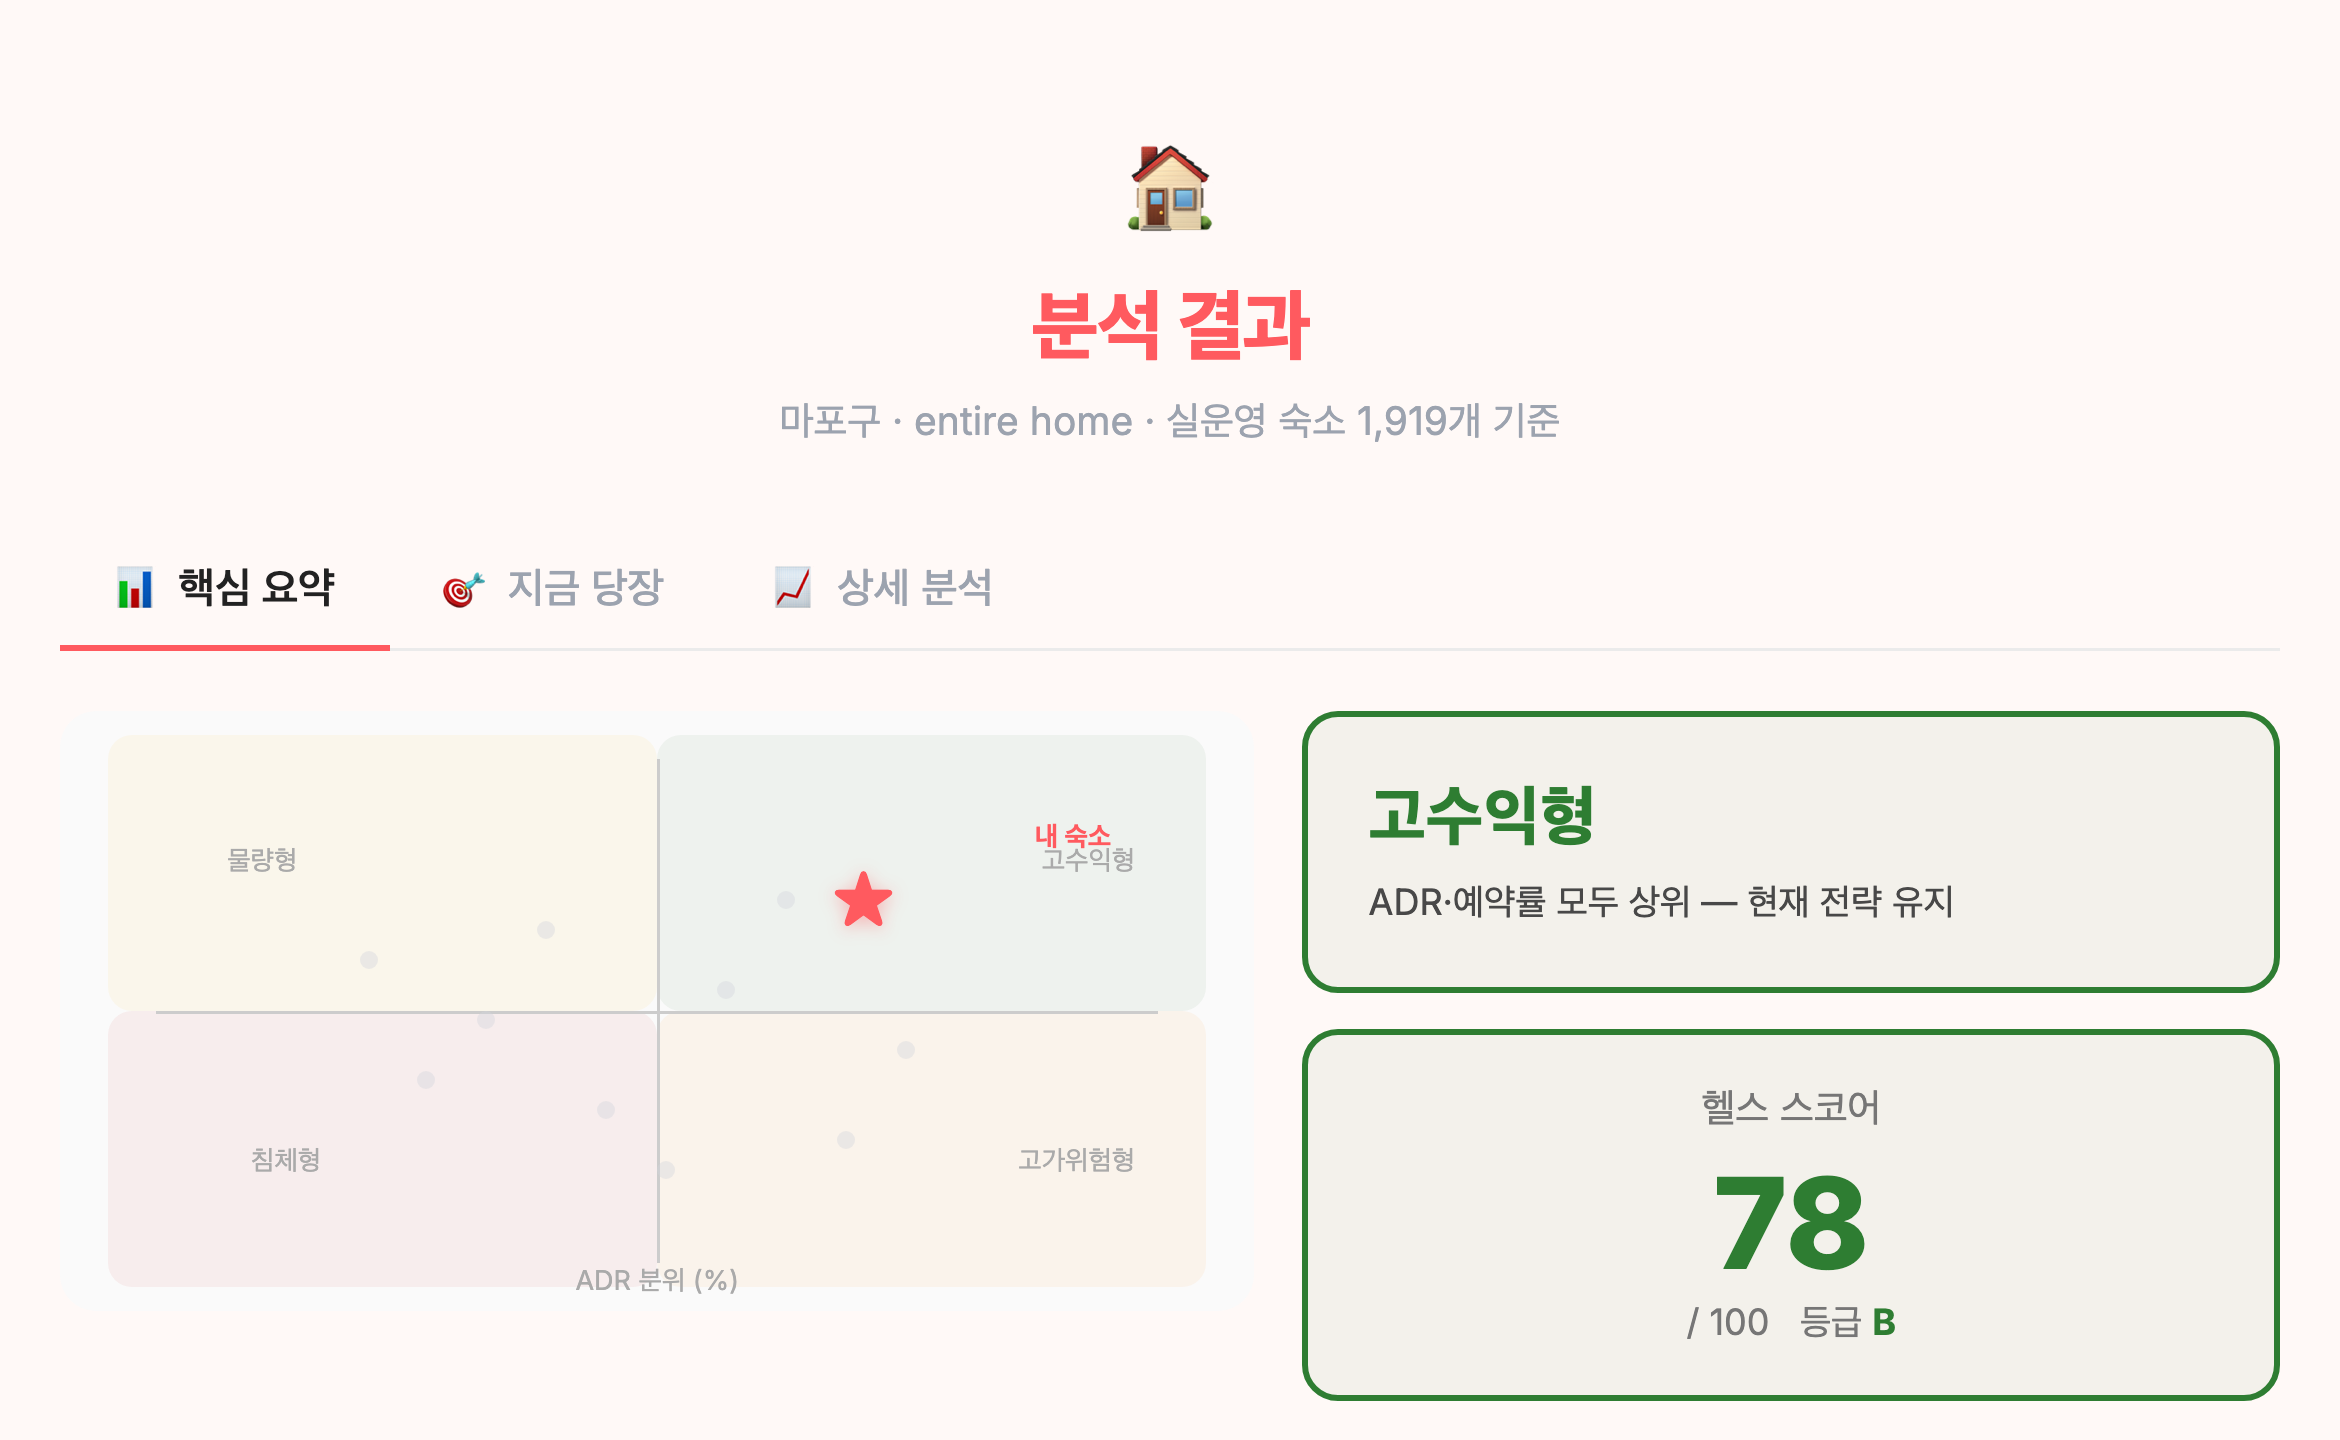 분석 결과
마포구 · entire home · 실운영 숙소 1,919개 기준
핵심 요약
지금 당장
상세 분석
물량형
내 숙소
고수익형
침체형
고가위험형
ADR 분위 (%)
고수익형
ADR·예약률 모두 상위 — 현재 전략 유지
헬스 스코어
78
/ 100 등급 B